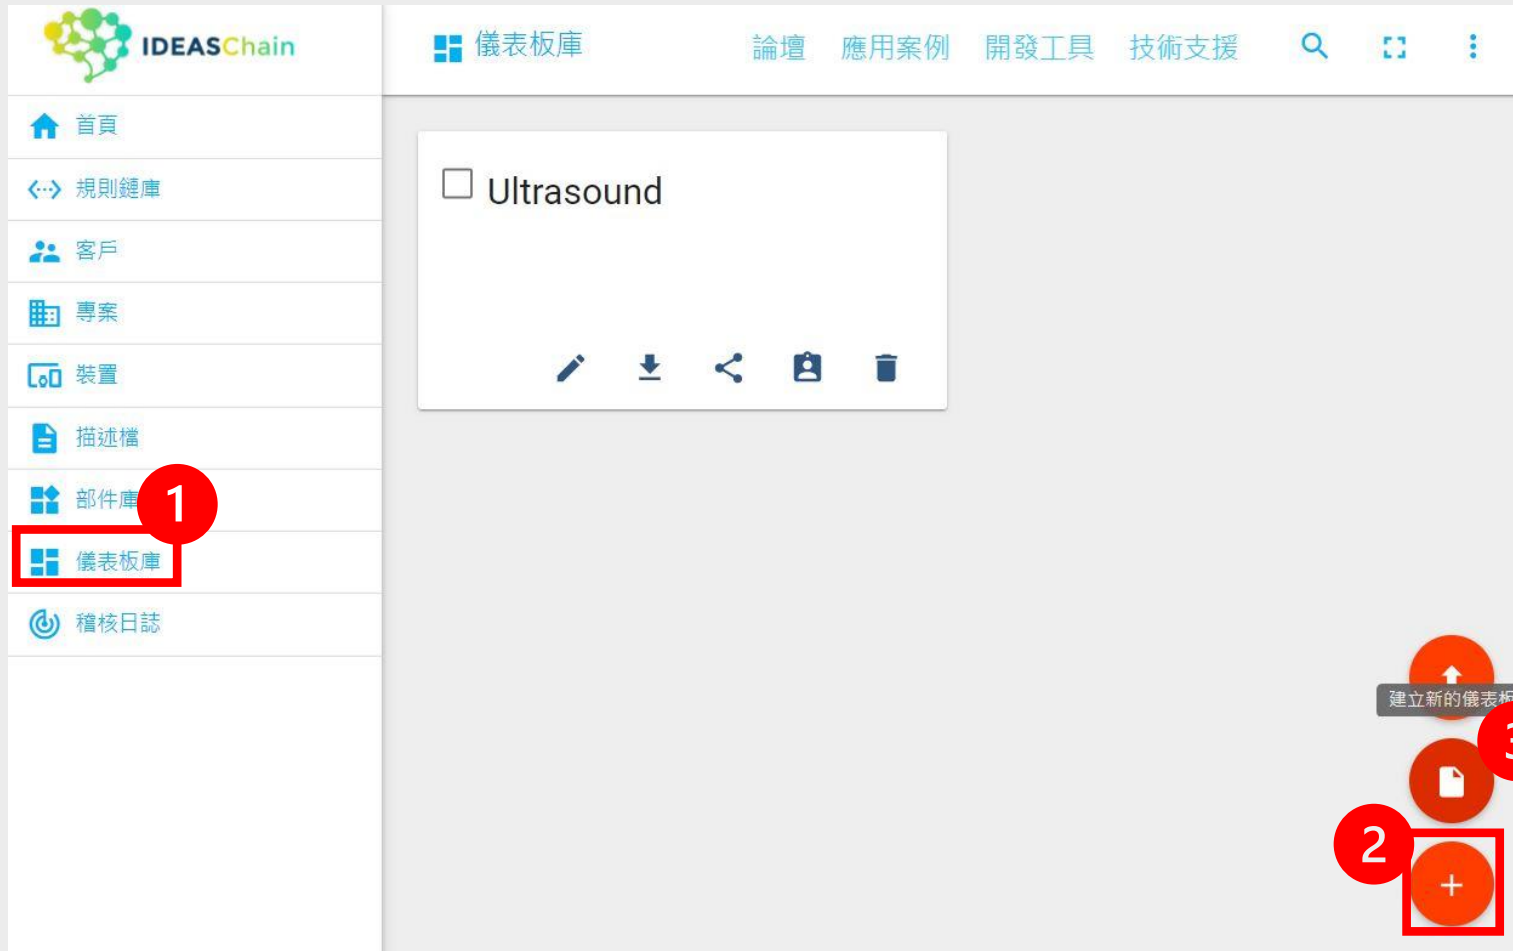 IDEASChain
儀表板庫 論壇 應用案例 開發工具 技術支援
首頁
規則鏈庫
客戶
專案
裝置
描述檔
部件庫
1
儀表板庫
稽核日誌
Ultrasound
建立新的儀表板
3
2
+